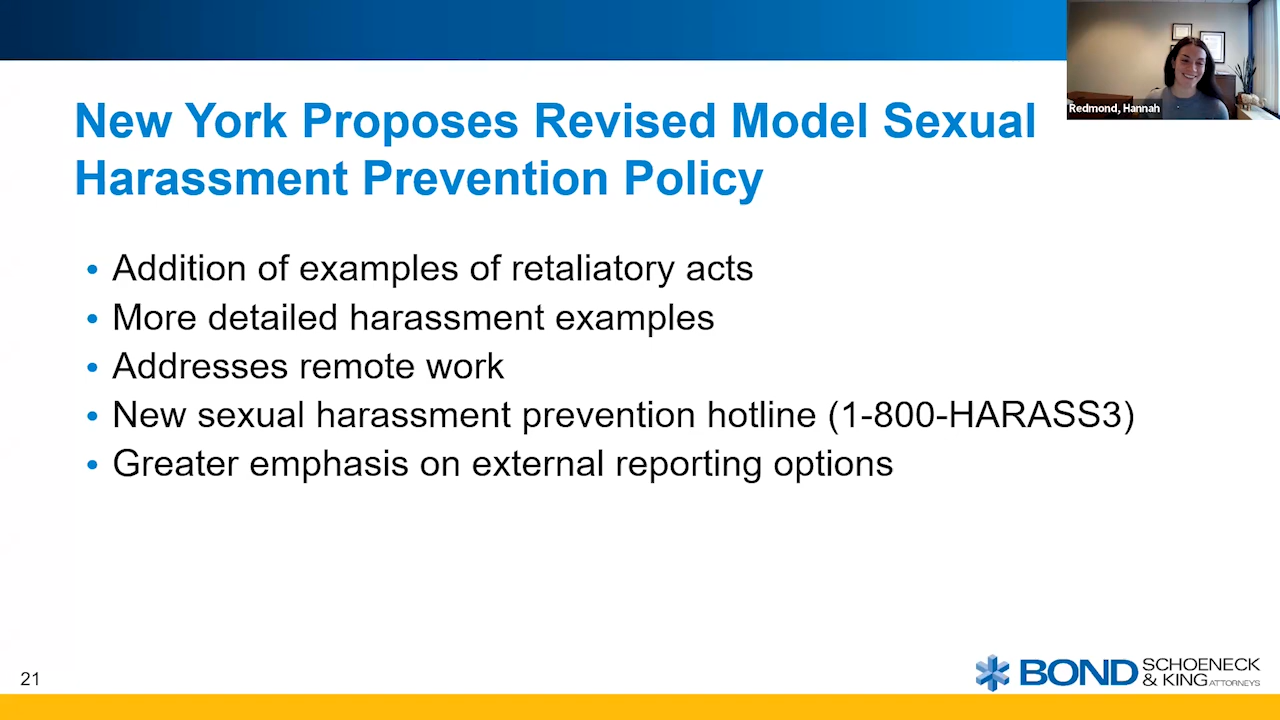 Redmond, Hannah
New York Proposes Revised Model Sexual
Harassment Prevention Policy
• Addition of examples of retaliatory acts
• More detailed harassment examples
• Addresses remote work
• New sexual harassment prevention hotline (1-800-HARASS3)
• Greater emphasis on external reporting options
21
BOND SCHOENECK
& KING ATTORNEYS